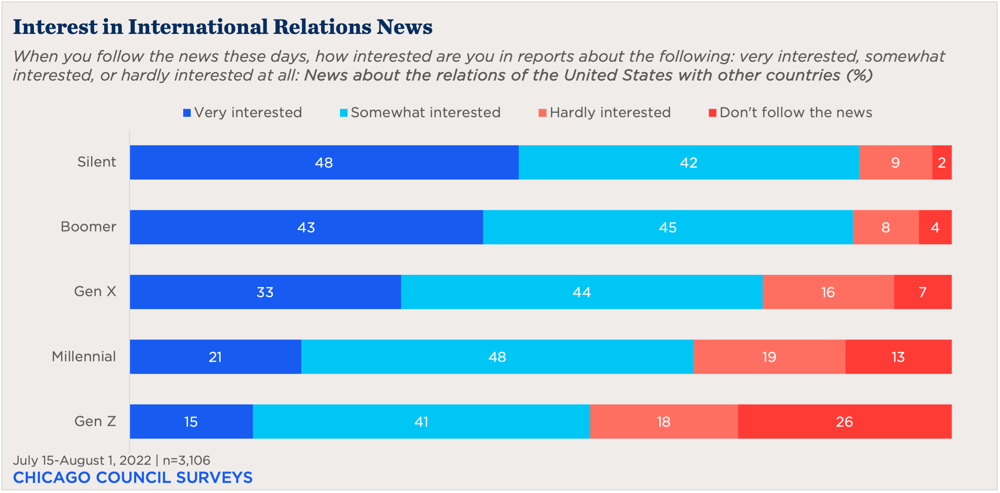 Interest in International Relations News
When you follow the news these days, how interested are you in reports about the following: very interested, somewhat
interested, or hardly interested at all: News about the relations of the United States with other countries (%)
Very interested Somewhat interested Hardly interested Don't follow the news
Silent 48 42 9 2
Boomer 43 45 8 4
Gen X 33 44 16 7
Millennial 21 48 19 13
Gen Z 15 41 18 26
July 15-August 1, 2022 | n=3,106
CHICAGO COUNCIL SURVEYS